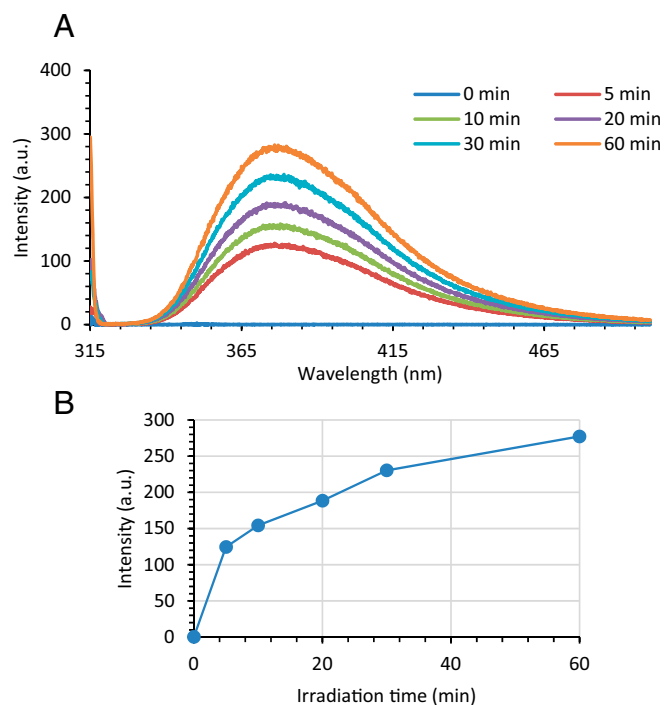 A
Intensity (a.u.)
400
300
200
100
0
0 min
5 min
10 min
20 min
30 min
60 min
315
365
415
465
Wavelength (nm)
B
Intensity (a.u.)
300
250
200
150
100
50
0
0
20
40
60
Irradiation time (min)